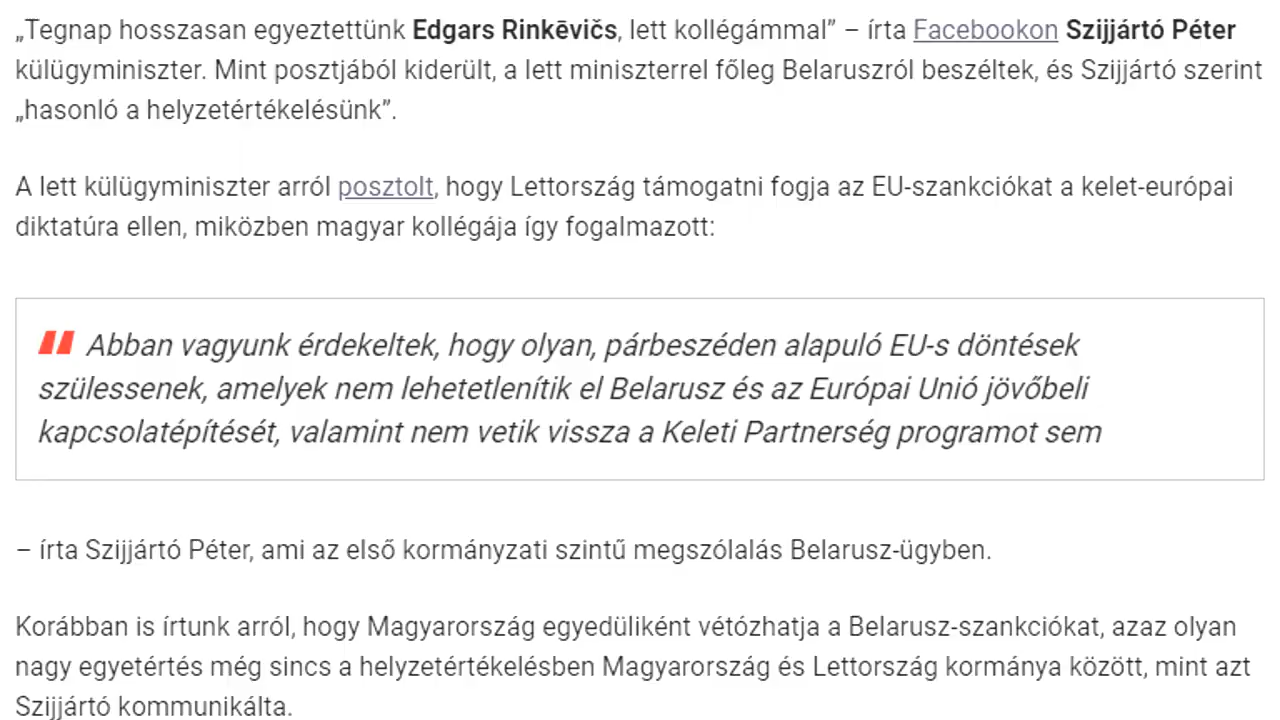 „Tegnap hosszasan egyeztettünk Edgars Rinkēvičs, lett kollégámmal” – írta Facebookon Szijjártó Péter
külügyminiszter. Mint posztjából kiderült, a lett miniszterrel főleg Belaruszról beszéltek, és Szijjártó szerint
„hasonló a helyzetértékelésünk”.
A lett külügyminiszter arról posztolt, hogy Lettország támogatni fogja az EU-szankciókat a kelet-európai
diktatúra ellen, miközben magyar kollégája így fogalmazott:
Abban vagyunk érdekeltek, hogy olyan, párbeszéden alapuló EU-s döntések
szülessenek, amelyek nem lehetetlenítik el Belarusz és az Európai Unió jövőbeli
kapcsolatépítését, valamint nem vetik vissza a Keleti Partnerség programot sem
– írta Szijjártó Péter, ami az első kormányzati szintű megszólalás Belarusz-ügyben.
Korábban is írtunk arról, hogy Magyarország egyedüliként vétózhatja a Belarusz-szankciókat, azaz olyan
nagy egyetértés még sincs a helyzetértékelésben Magyarország és Lettország kormánya között, mint azt
Szijjártó kommunikálta.